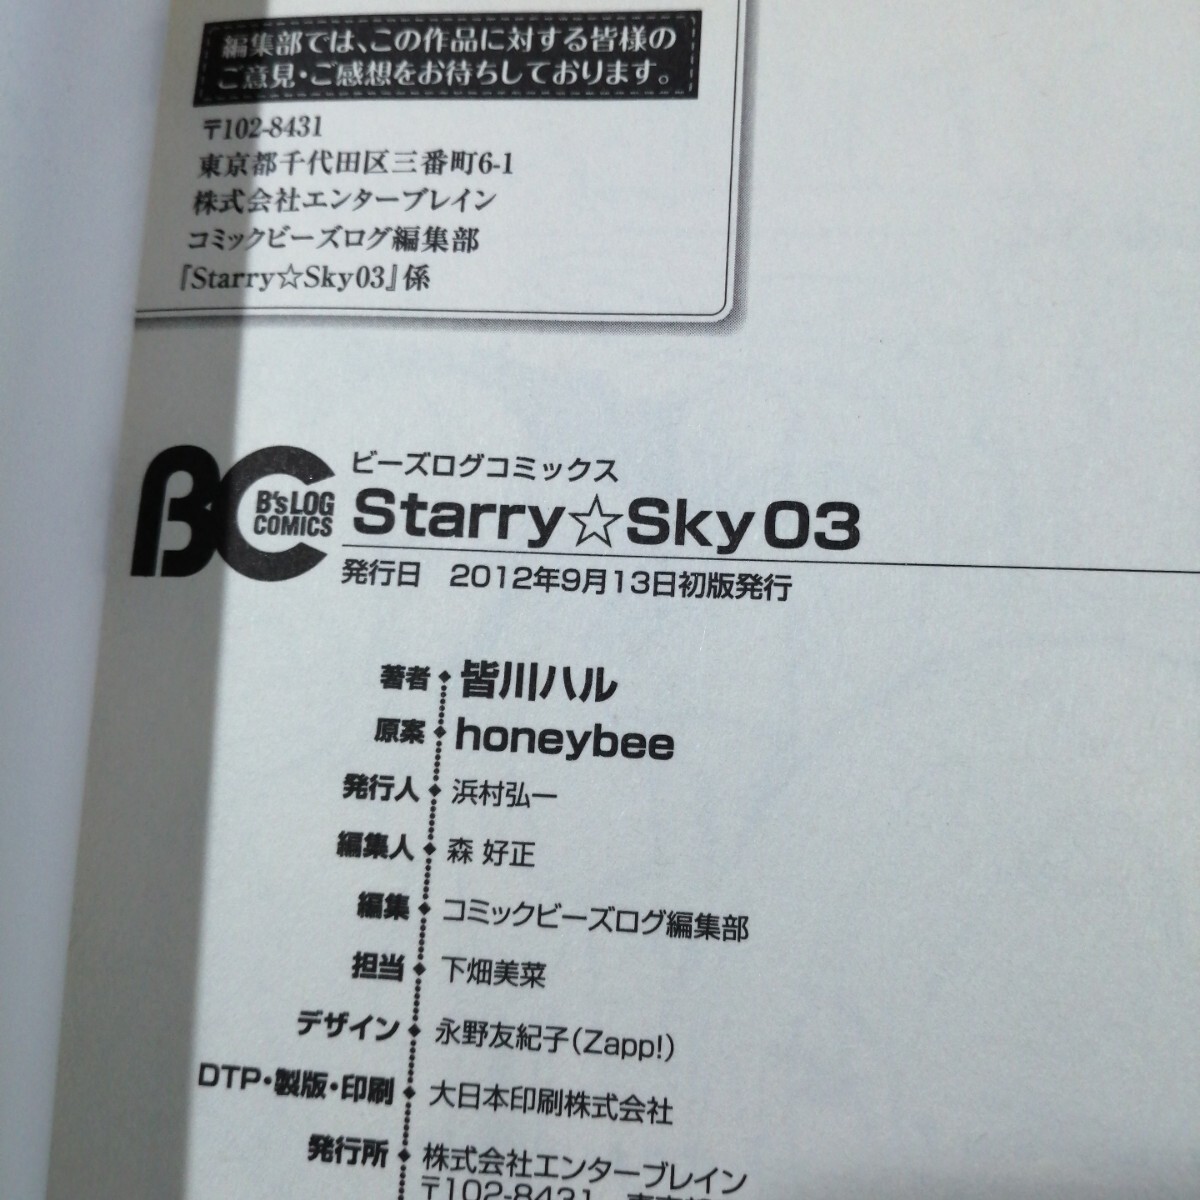 編集部では、この作品に対する皆様の
ご意見・ご感想をお待ちしております。
〒102-8431
東京都千代田区三番町6-1
株式会社エンターブレイン
コミックビーズログ編集部
『Starry☆Sky03』係
BC
B'sLOG
COMICS
ビーズログコミックス
Starry☆Sky03
発行日 2012年9月13日初版発行
著者 皆川ハル
原案 honeybee
発行人 浜村弘一
編集人 森 好正
編集 コミックビーズログ編集部
担当 下畑美菜
デザイン 永野友紀子(Zapp!)
DTP・製版・印刷 大日本印刷株式会社
発行所 株式会社エンターブレイン
〒102-8431